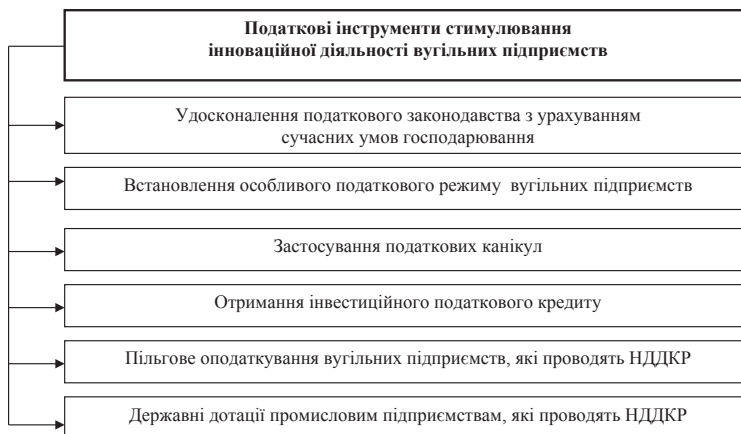 Податкові інструменти стимулювання
інноваційної діяльності вугільних підприємств
Удосконалення податкового законодавства з урахуванням
сучасних умов господарювання
Встановлення особливого податкового режиму вугільних підприємств
Застосування податкових канікул
Отримання інвестиційного податкового кредиту
Пільгове оподаткування вугільних підприємств, які проводять НДДКР
Державні дотації промисловим підприємствам, які проводять НДДКР